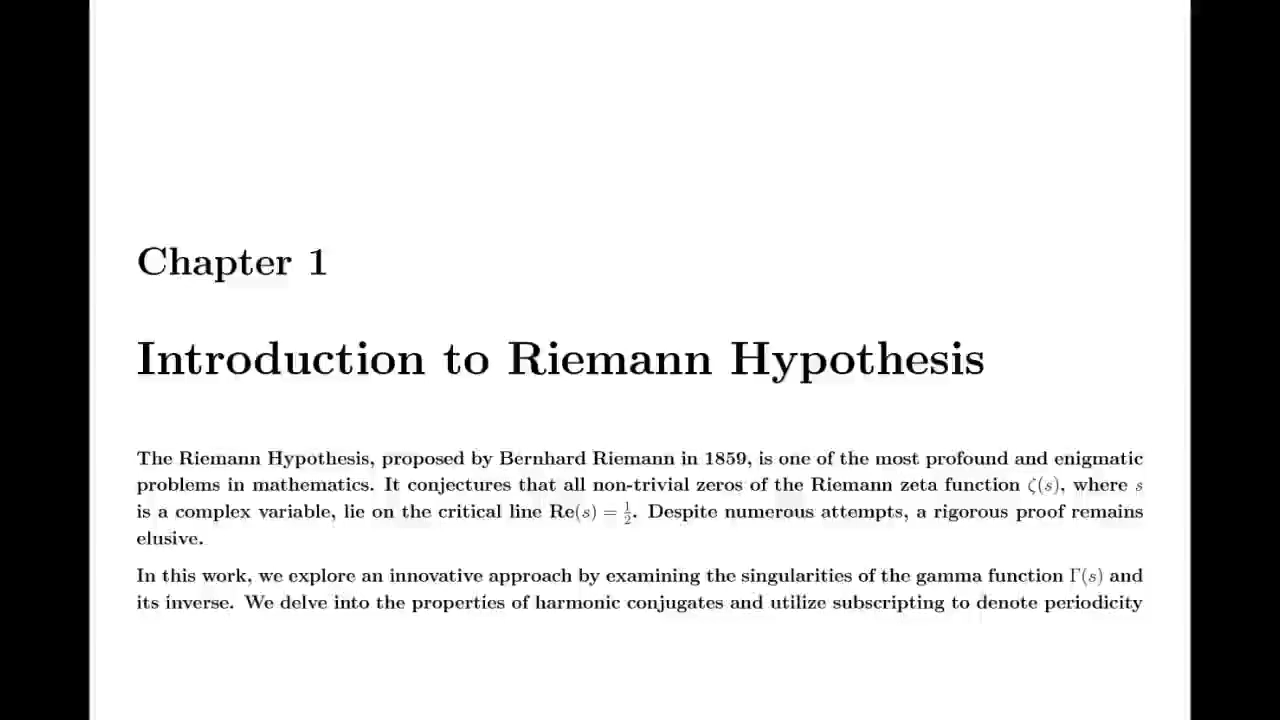 Chapter 1
Introduction to Riemann Hypothesis
The Riemann Hypothesis, proposed by Bernhard Riemann in 1859, is one of the most profound and enigmatic
problems in mathematics. It conjectures that all non-trivial zeros of the Riemann zeta function ζ(s), where s
is a complex variable, lie on the critical line Re(s) = 1/2. Despite numerous attempts, a rigorous proof remains
elusive.
In this work, we explore an innovative approach by examining the singularities of the gamma function Γ(s) and
its inverse. We delve into the properties of harmonic conjugates and utilize subscripting to denote periodicity